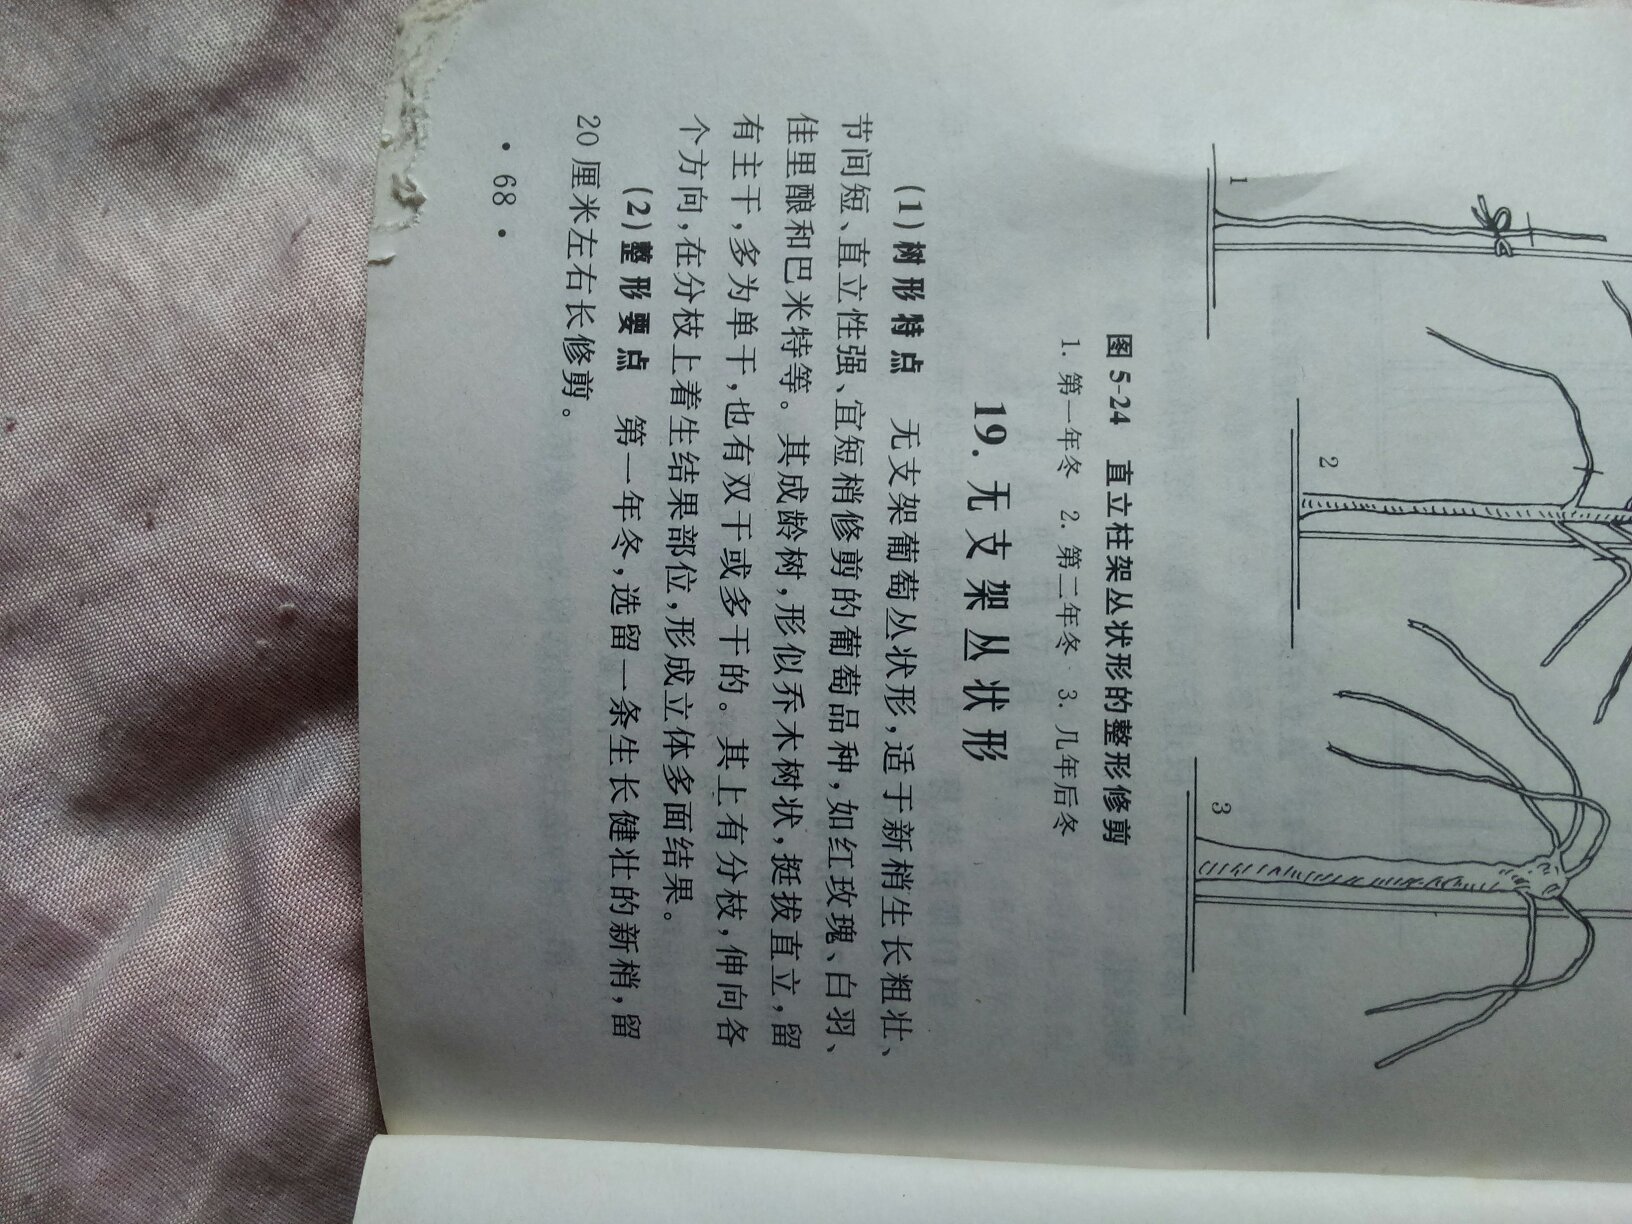 1
2
3
图 5-24 直立柱架丛状形的整形修剪
1. 第一年冬 2. 第二年冬 3. 几年后冬
19. 无支架丛状形
(1)树形特点 无支架葡萄丛状形,适于新梢生长粗壮、
节间短、直立性强、宜短梢修剪的葡萄品种,如红玫瑰、白羽、
佳里酿和巴米特等。其成龄树,形似乔木树状,挺拔直立,留
有主干,多为单干,也有双干或多干的。其上有分枝,伸向各
个方向,在分枝上着生结果部位,形成立体多面结果。
(2)整形要点 第一年冬,选留一条生长健壮的新梢,留
20 厘米左右长修剪。
• 68 •